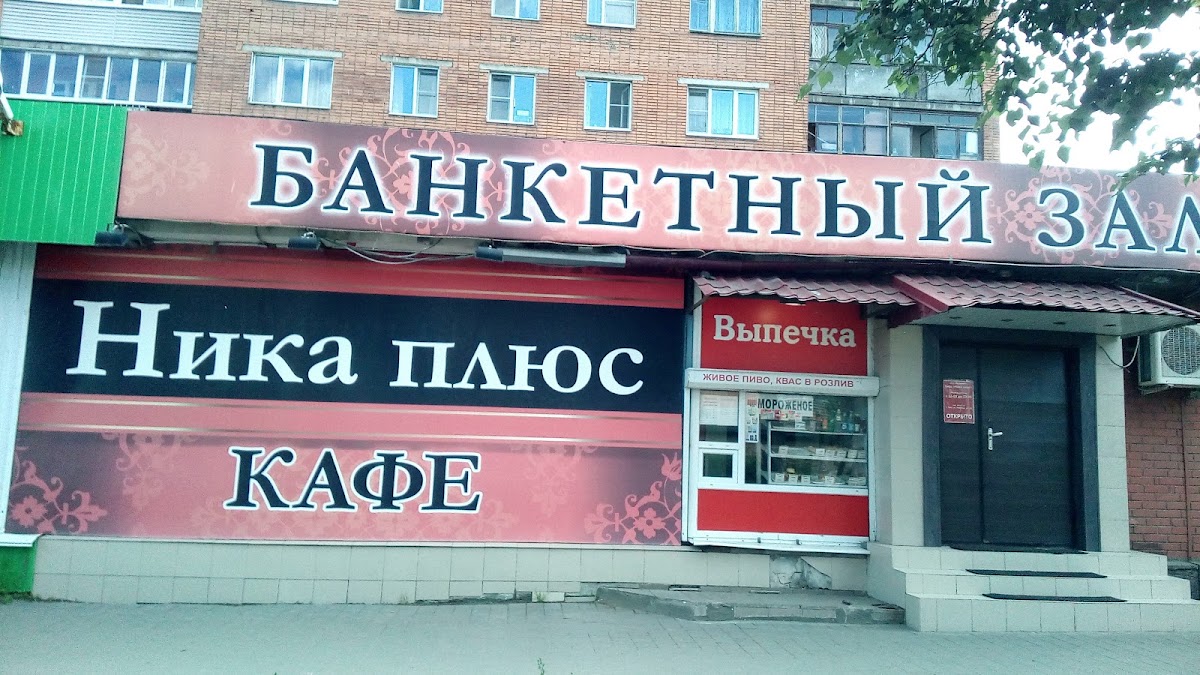 БАНКЕТНЫЙ ЗАЛ
Ника плюс
КАФЕ
Выпечка
ЖИВОЕ ПИВО, КВАС В РОЗЛИВ
МОРОЖЕНОЕ
ОТКРЫТО